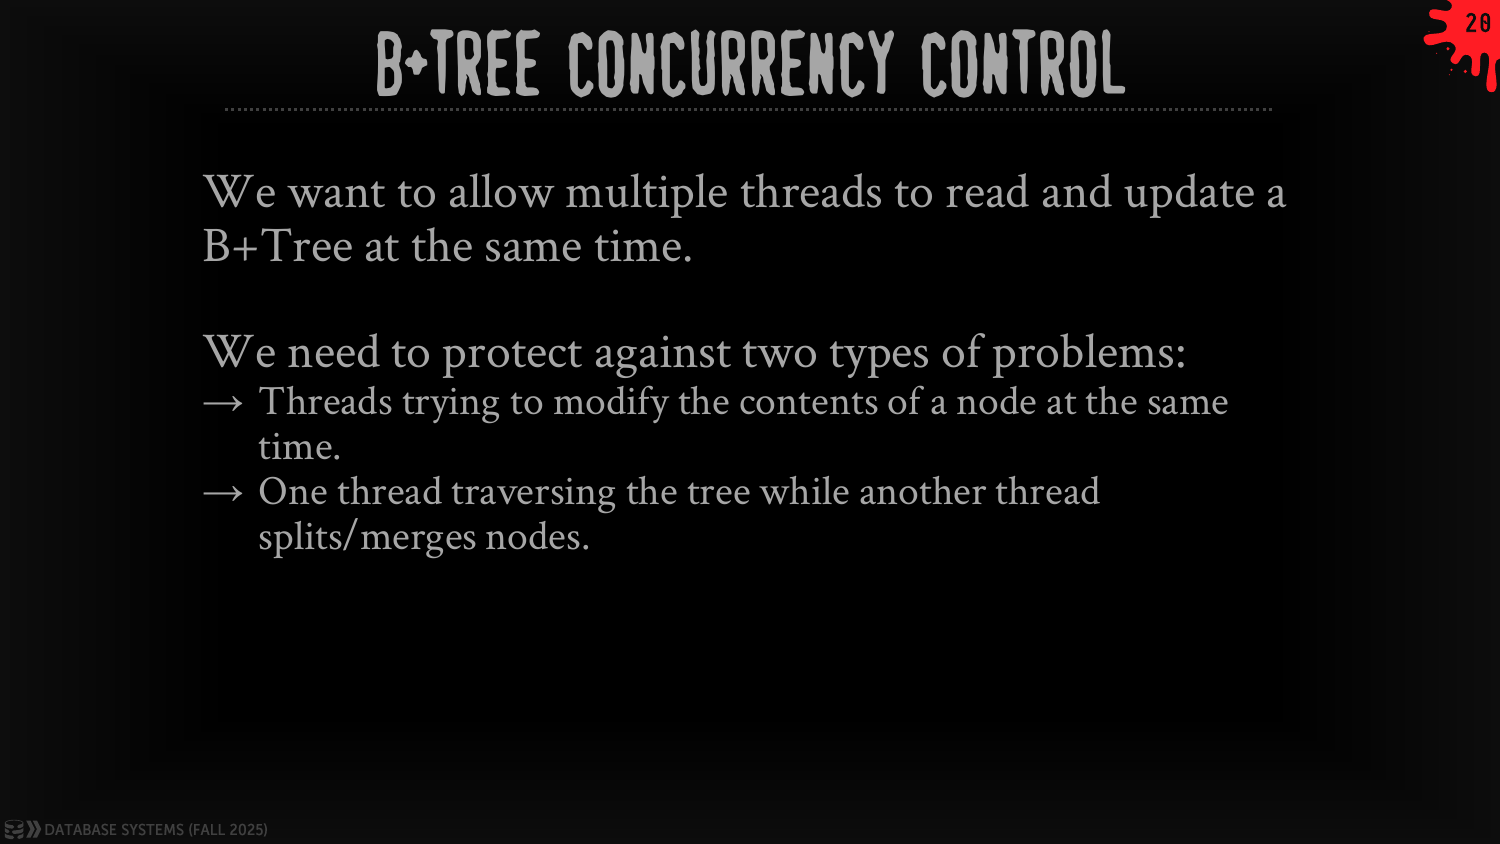 B+TREE CONCURRENCY CONTROL
20
We want to allow multiple threads to read and update a
B+Tree at the same time.
We need to protect against two types of problems:
→ Threads trying to modify the contents of a node at the same
time.
→ One thread traversing the tree while another thread
splits/merges nodes.
DATABASE SYSTEMS (FALL 2025)